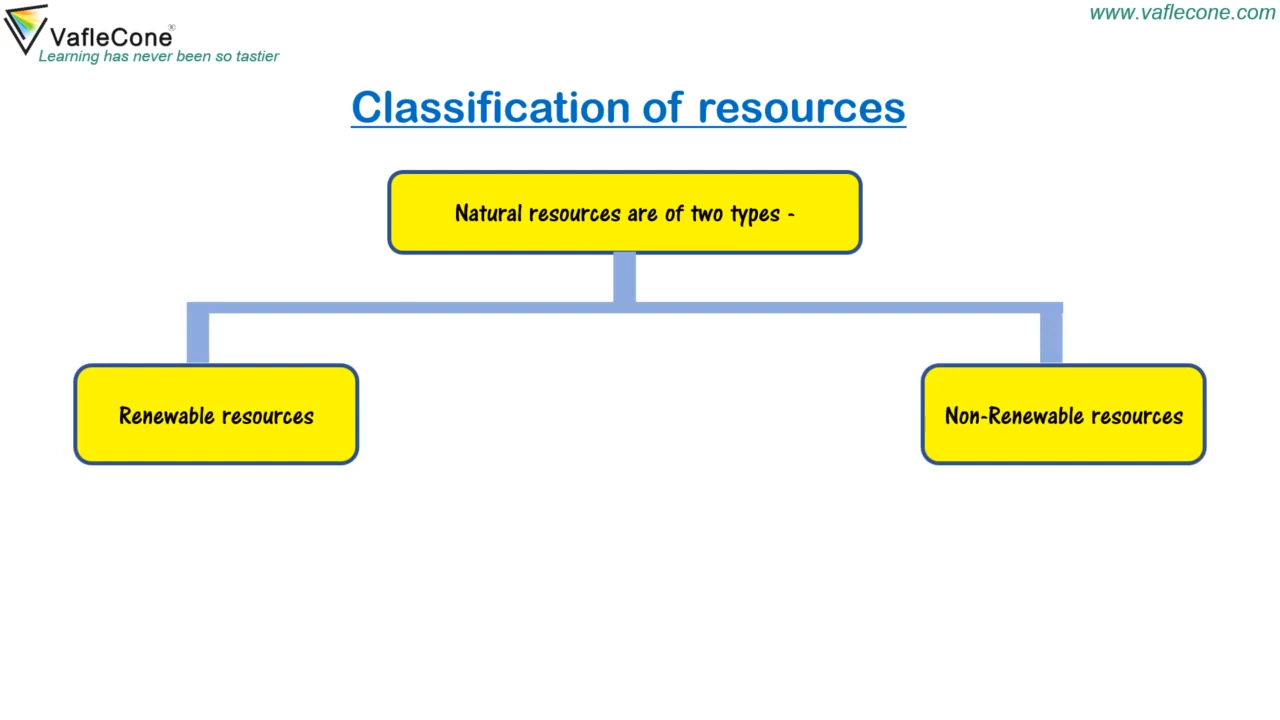 VafleCone®
Learning has never been so tastier
www.vaflecone.com
Classification of resources
Natural resources are of two types -
Renewable resources
Non-Renewable resources